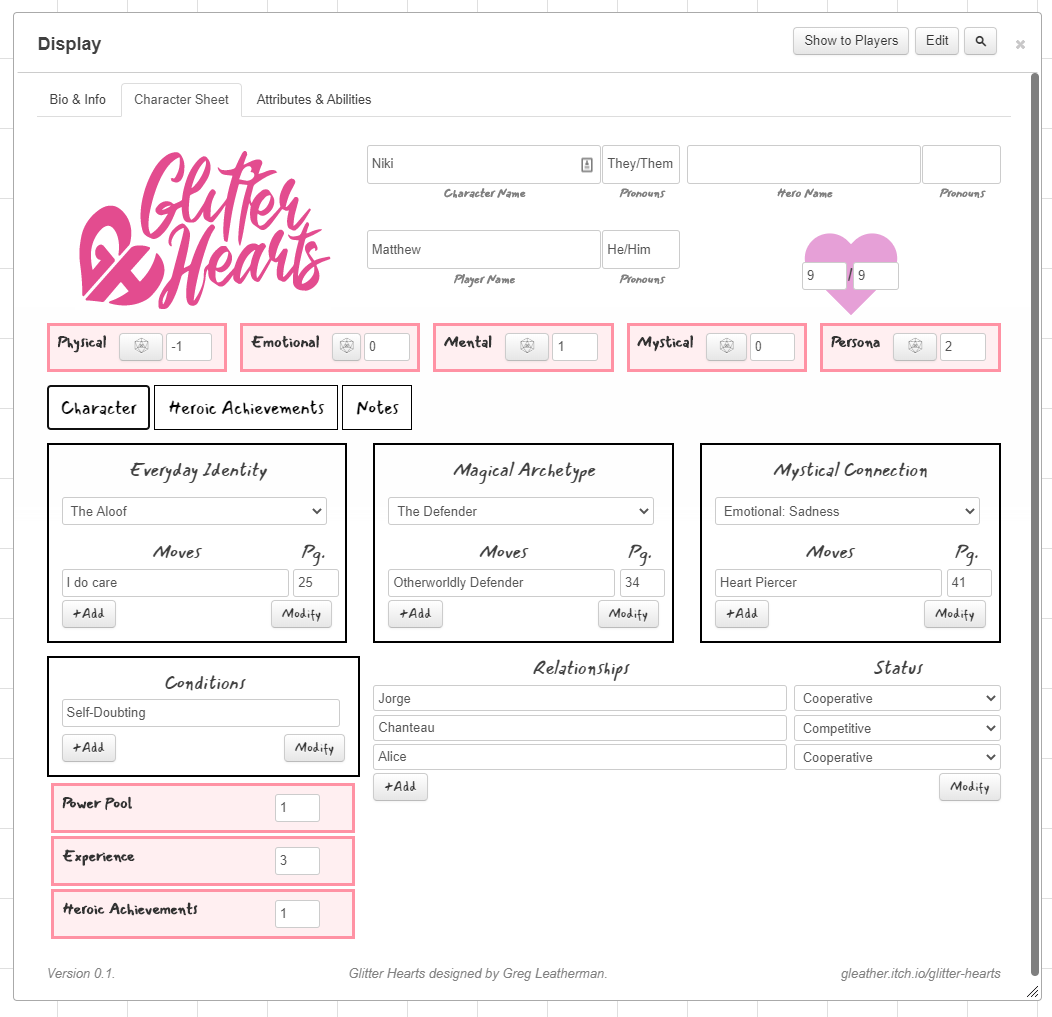 Display
Show to Players
Edit
Bio & Info
Character Sheet
Attributes & Abilities
Glitter Hearts
Niki
They/Them
Character Name
Pronouns
Hero Name
Pronouns
Matthew
He/Him
Player Name
Pronouns
9 / 9
Physical -1
Emotional 0
Mental 1
Mystical 0
Persona 2
Character
Heroic Achievements
Notes
Everyday Identity
The Aloof
Moves Pg.
I do care 25
+Add Modify
Magical Archetype
The Defender
Moves Pg.
Otherworldly Defender 34
+Add Modify
Mystical Connection
Emotional: Sadness
Moves Pg.
Heart Piercer 41
+Add Modify
Conditions
Self-Doubting
+Add Modify
Relationships Status
Jorge Cooperative
Chanteau Competitive
Alice Cooperative
+Add Modify
Power Pool 1
Experience 3
Heroic Achievements 1
Version 0.1.
Glitter Hearts designed by Greg Leatherman.
gleather.itch.io/glitter-hearts